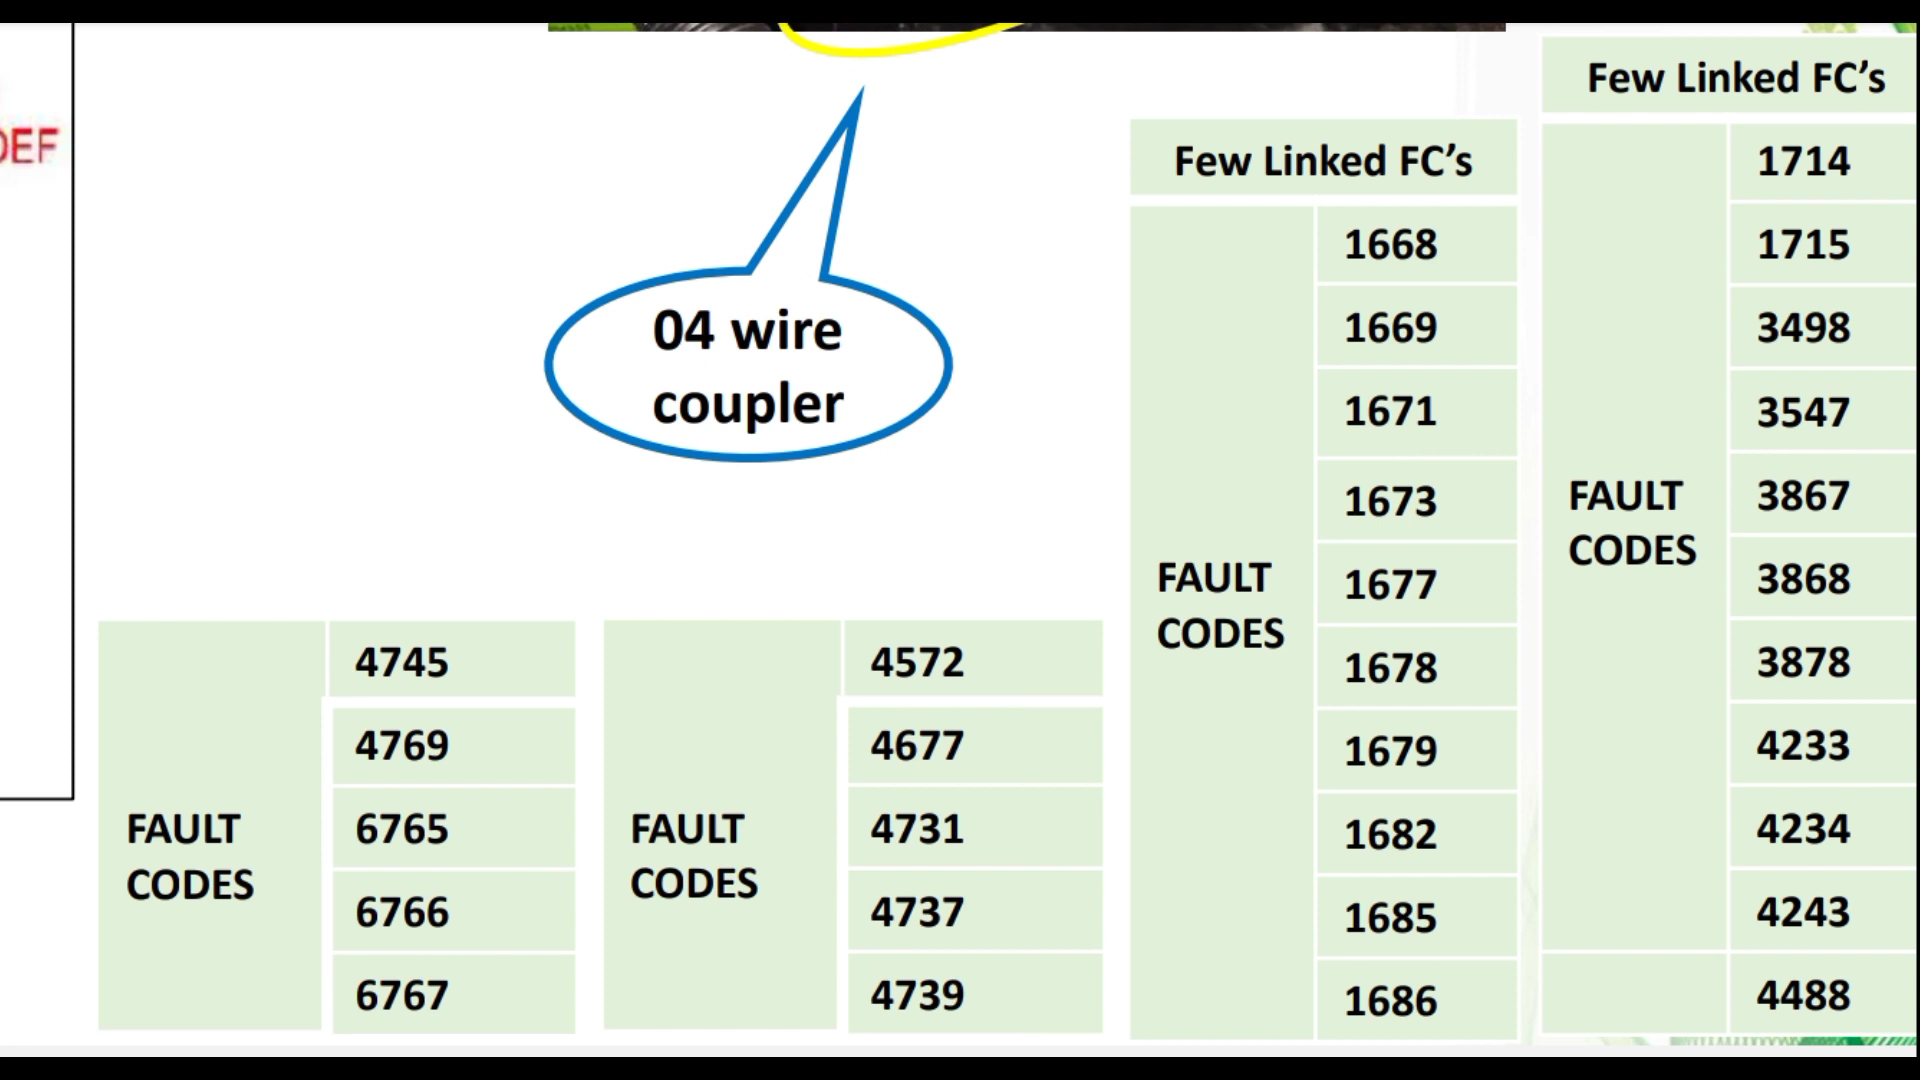 DEF
04 wire
coupler
FAULT
CODES
4745
4769
6765
6766
6767
FAULT
CODES
4572
4677
4731
4737
4739
Few Linked FC’s
FAULT
CODES
1668
1669
1671
1673
1677
1678
1679
1682
1685
1686
Few Linked FC’s
FAULT
CODES
1714
1715
3498
3547
3867
3868
3878
4233
4234
4243
4488